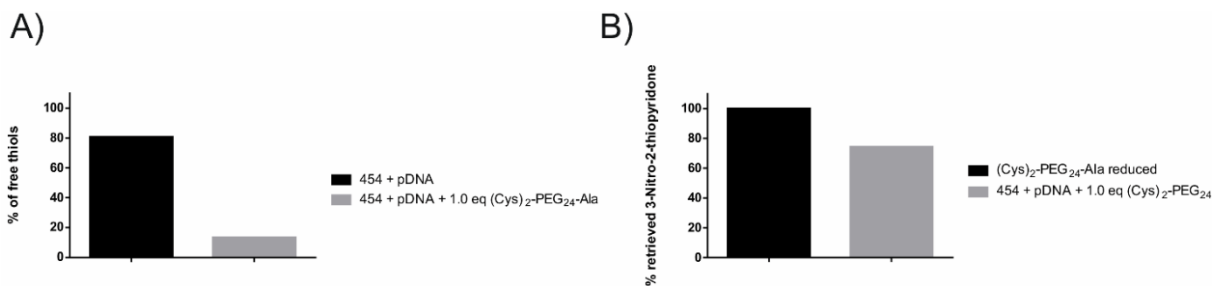 A)
% of free thiols
100
80
60
40
20
0
454 + pDNA
454 + pDNA + 1.0 eq (Cys)2-PEG24-Ala
B)
% retrieved 3-Nitro-2-thiopyridone
100
80
60
40
20
0
(Cys)2-PEG24-Ala reduced
454 + pDNA + 1.0 eq (Cys)2-PEG24